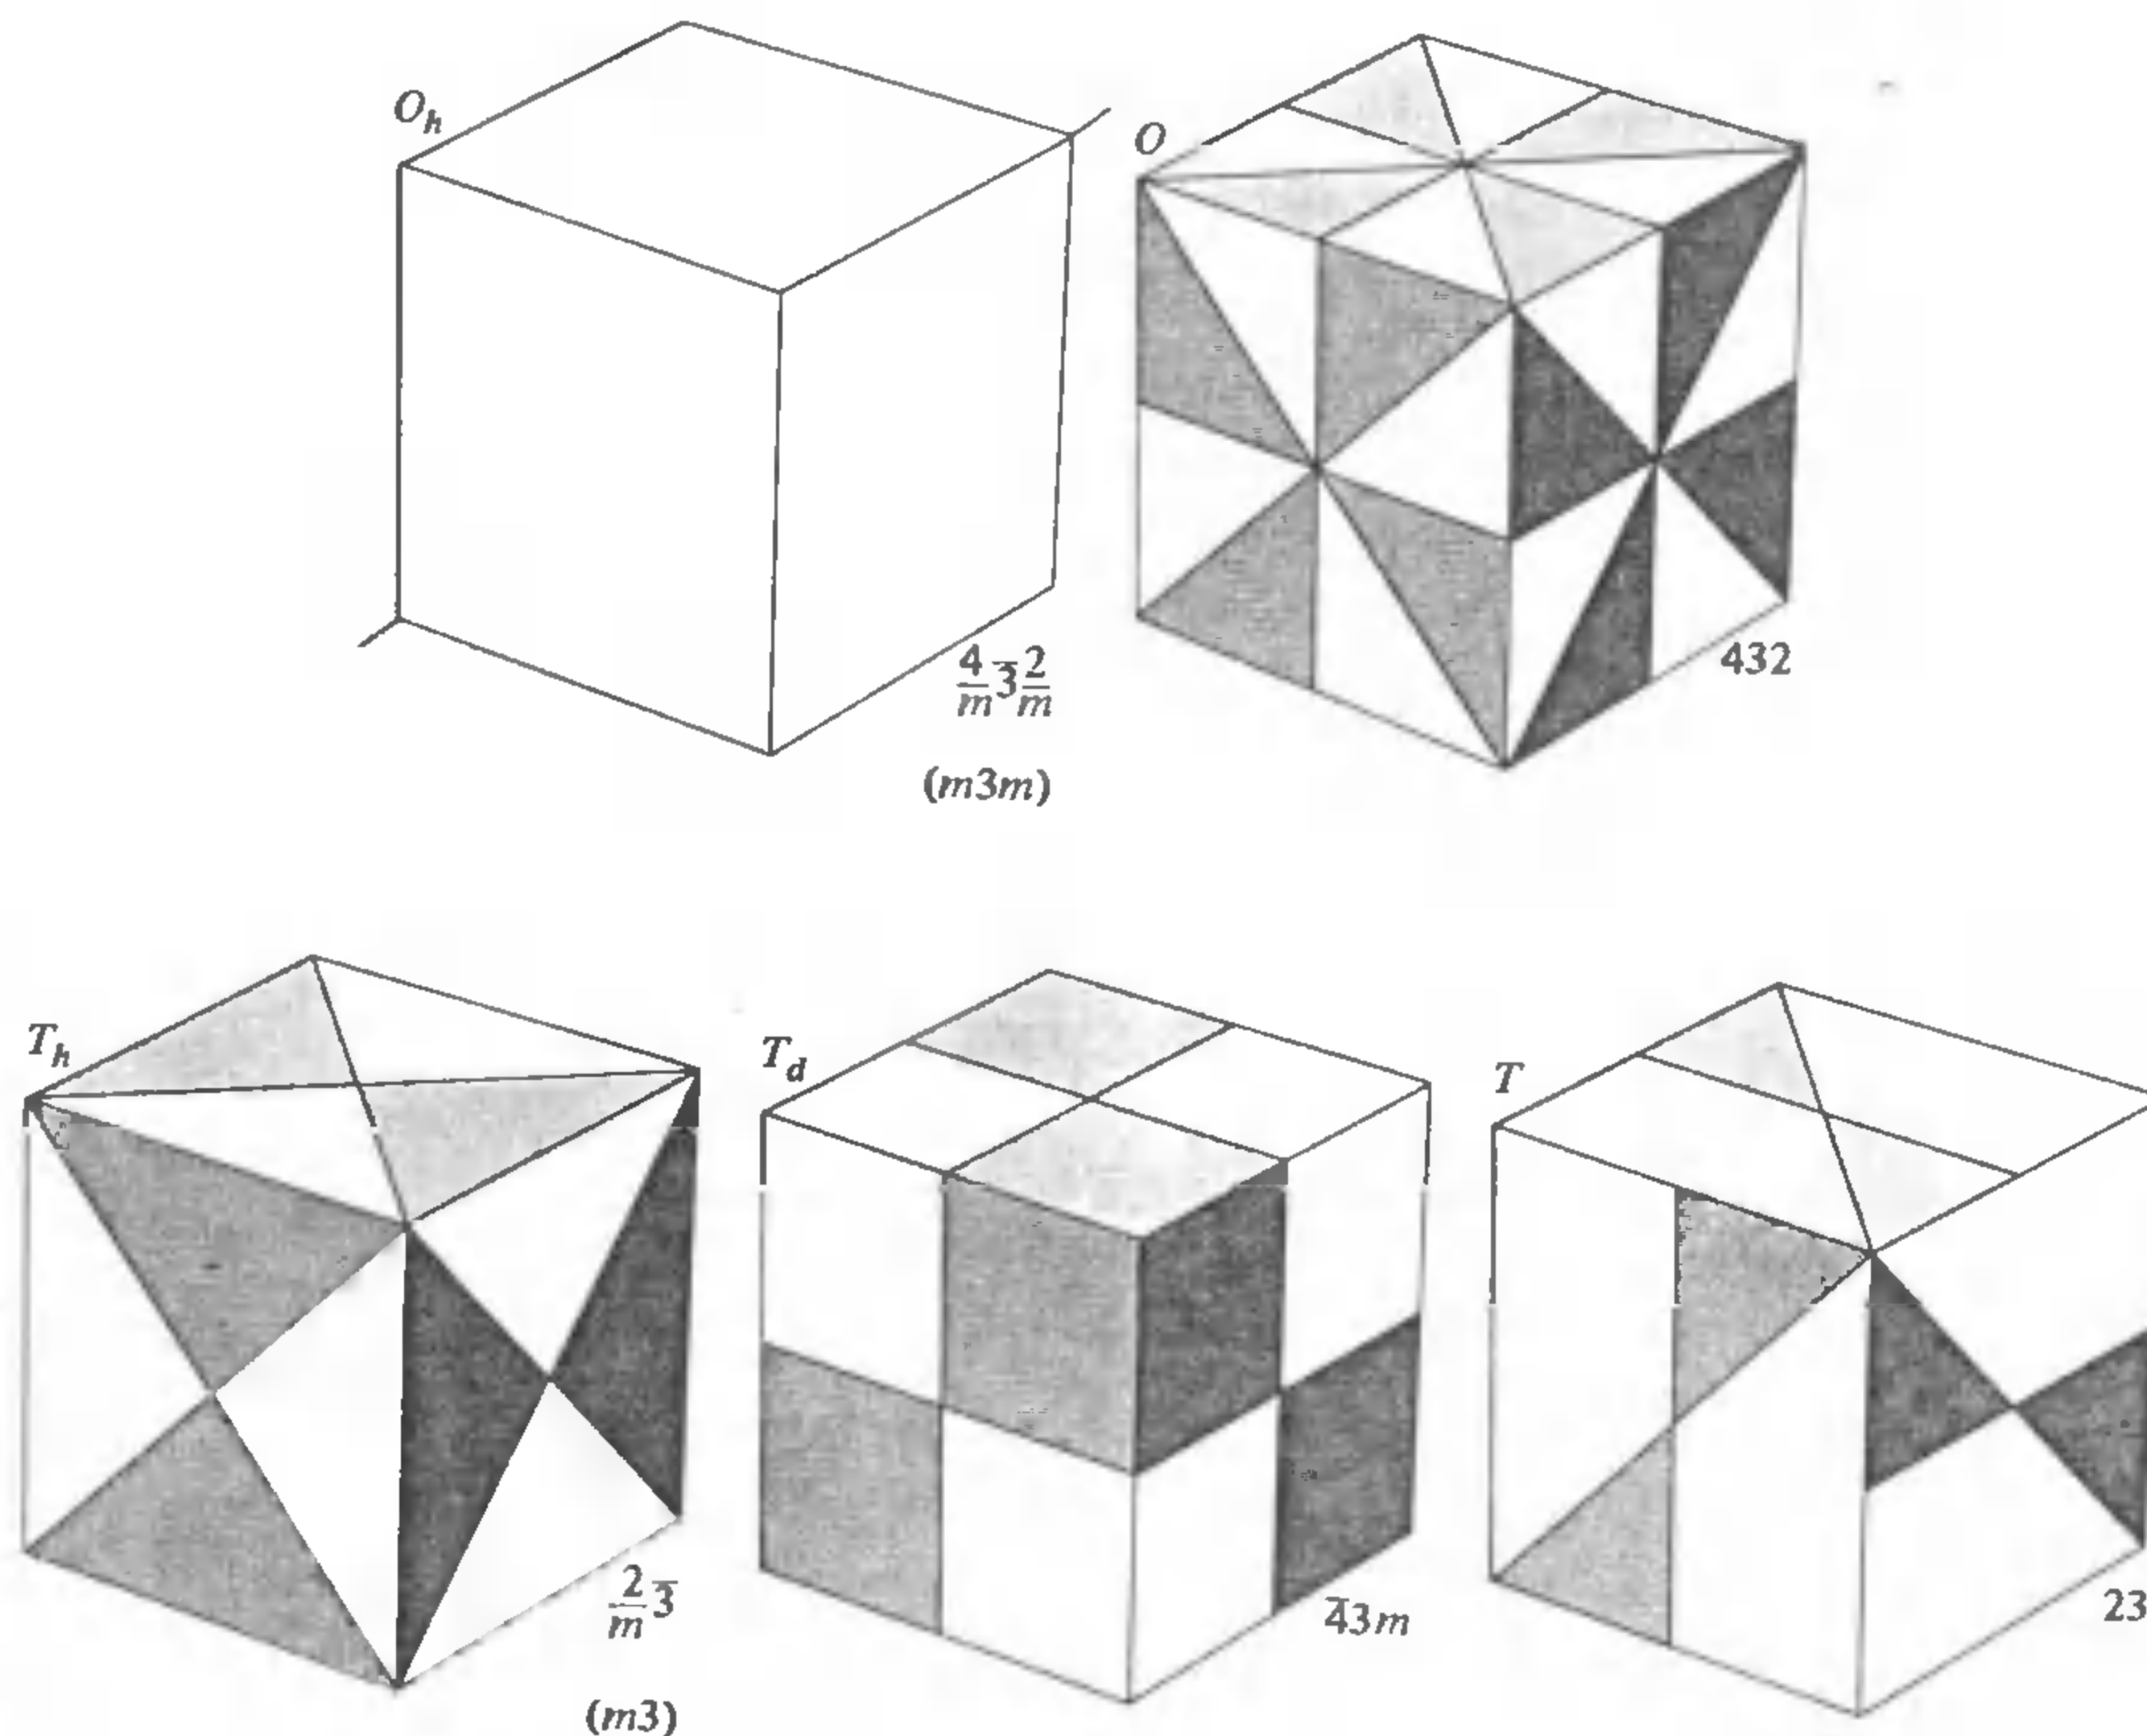 O_h
O
4/m 3̅ 2/m
432
(m3m)
T_h
T_d
T
2/m 3̅
4̅3m
23
(m3)